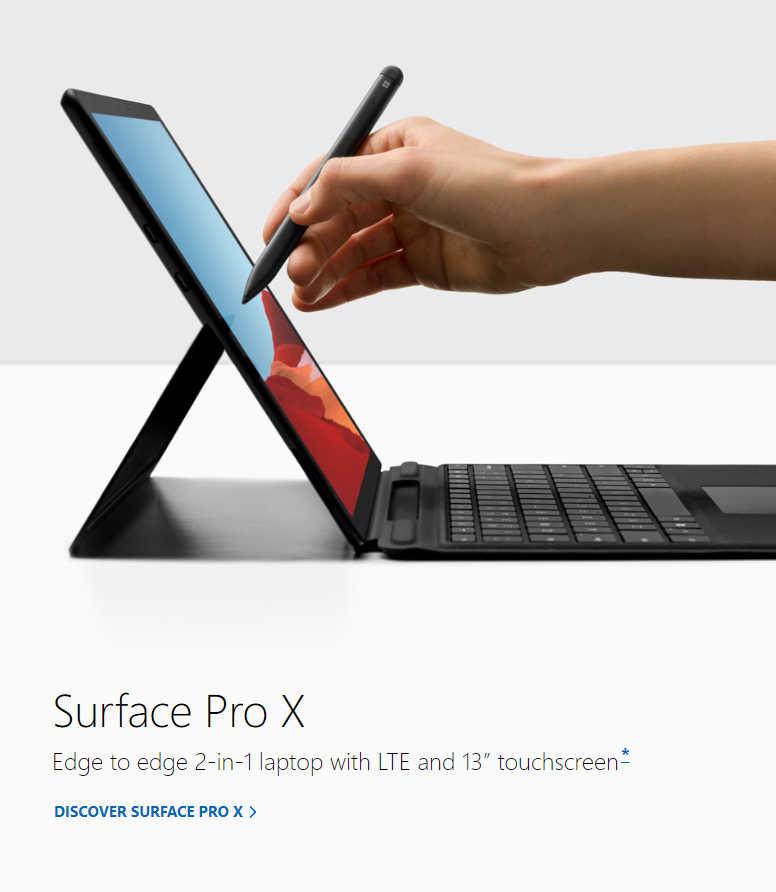 Surface Pro X
Edge to edge 2-in-1 laptop with LTE and 13” touchscreen*
DISCOVER SURFACE PRO X >